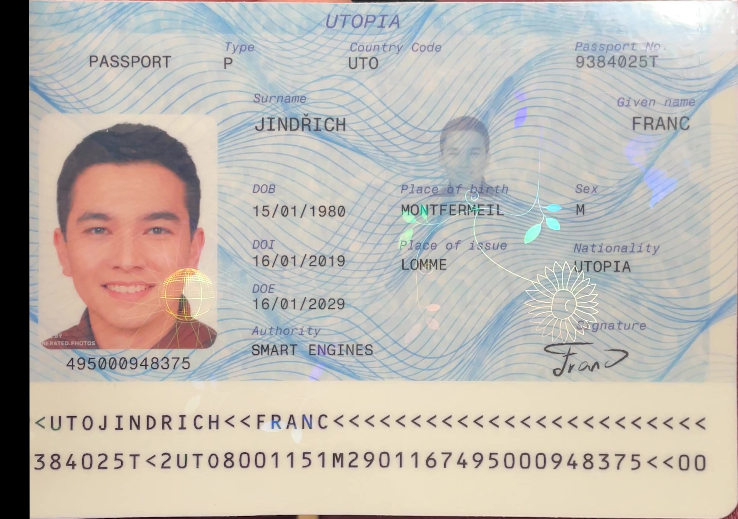 UTOPIA
Type Country Code Passport No.
PASSPORT P UTO 9384025T
Surname Given name
JINDŘICH FRANC
DOB Place of birth Sex
15/01/1980 MONTFERMEIL M
DOI Place of issue Nationality
16/01/2019 LOMME UTOPIA
DOE
16/01/2029
Authority Signature
SMART ENGINES Franc
495000948375
<UTOJINDRICH<<FRANC<<<<<<<<<<<<<<<<<<<<<<<<
384025T<2UTO8001151M2901167495000948375<<00